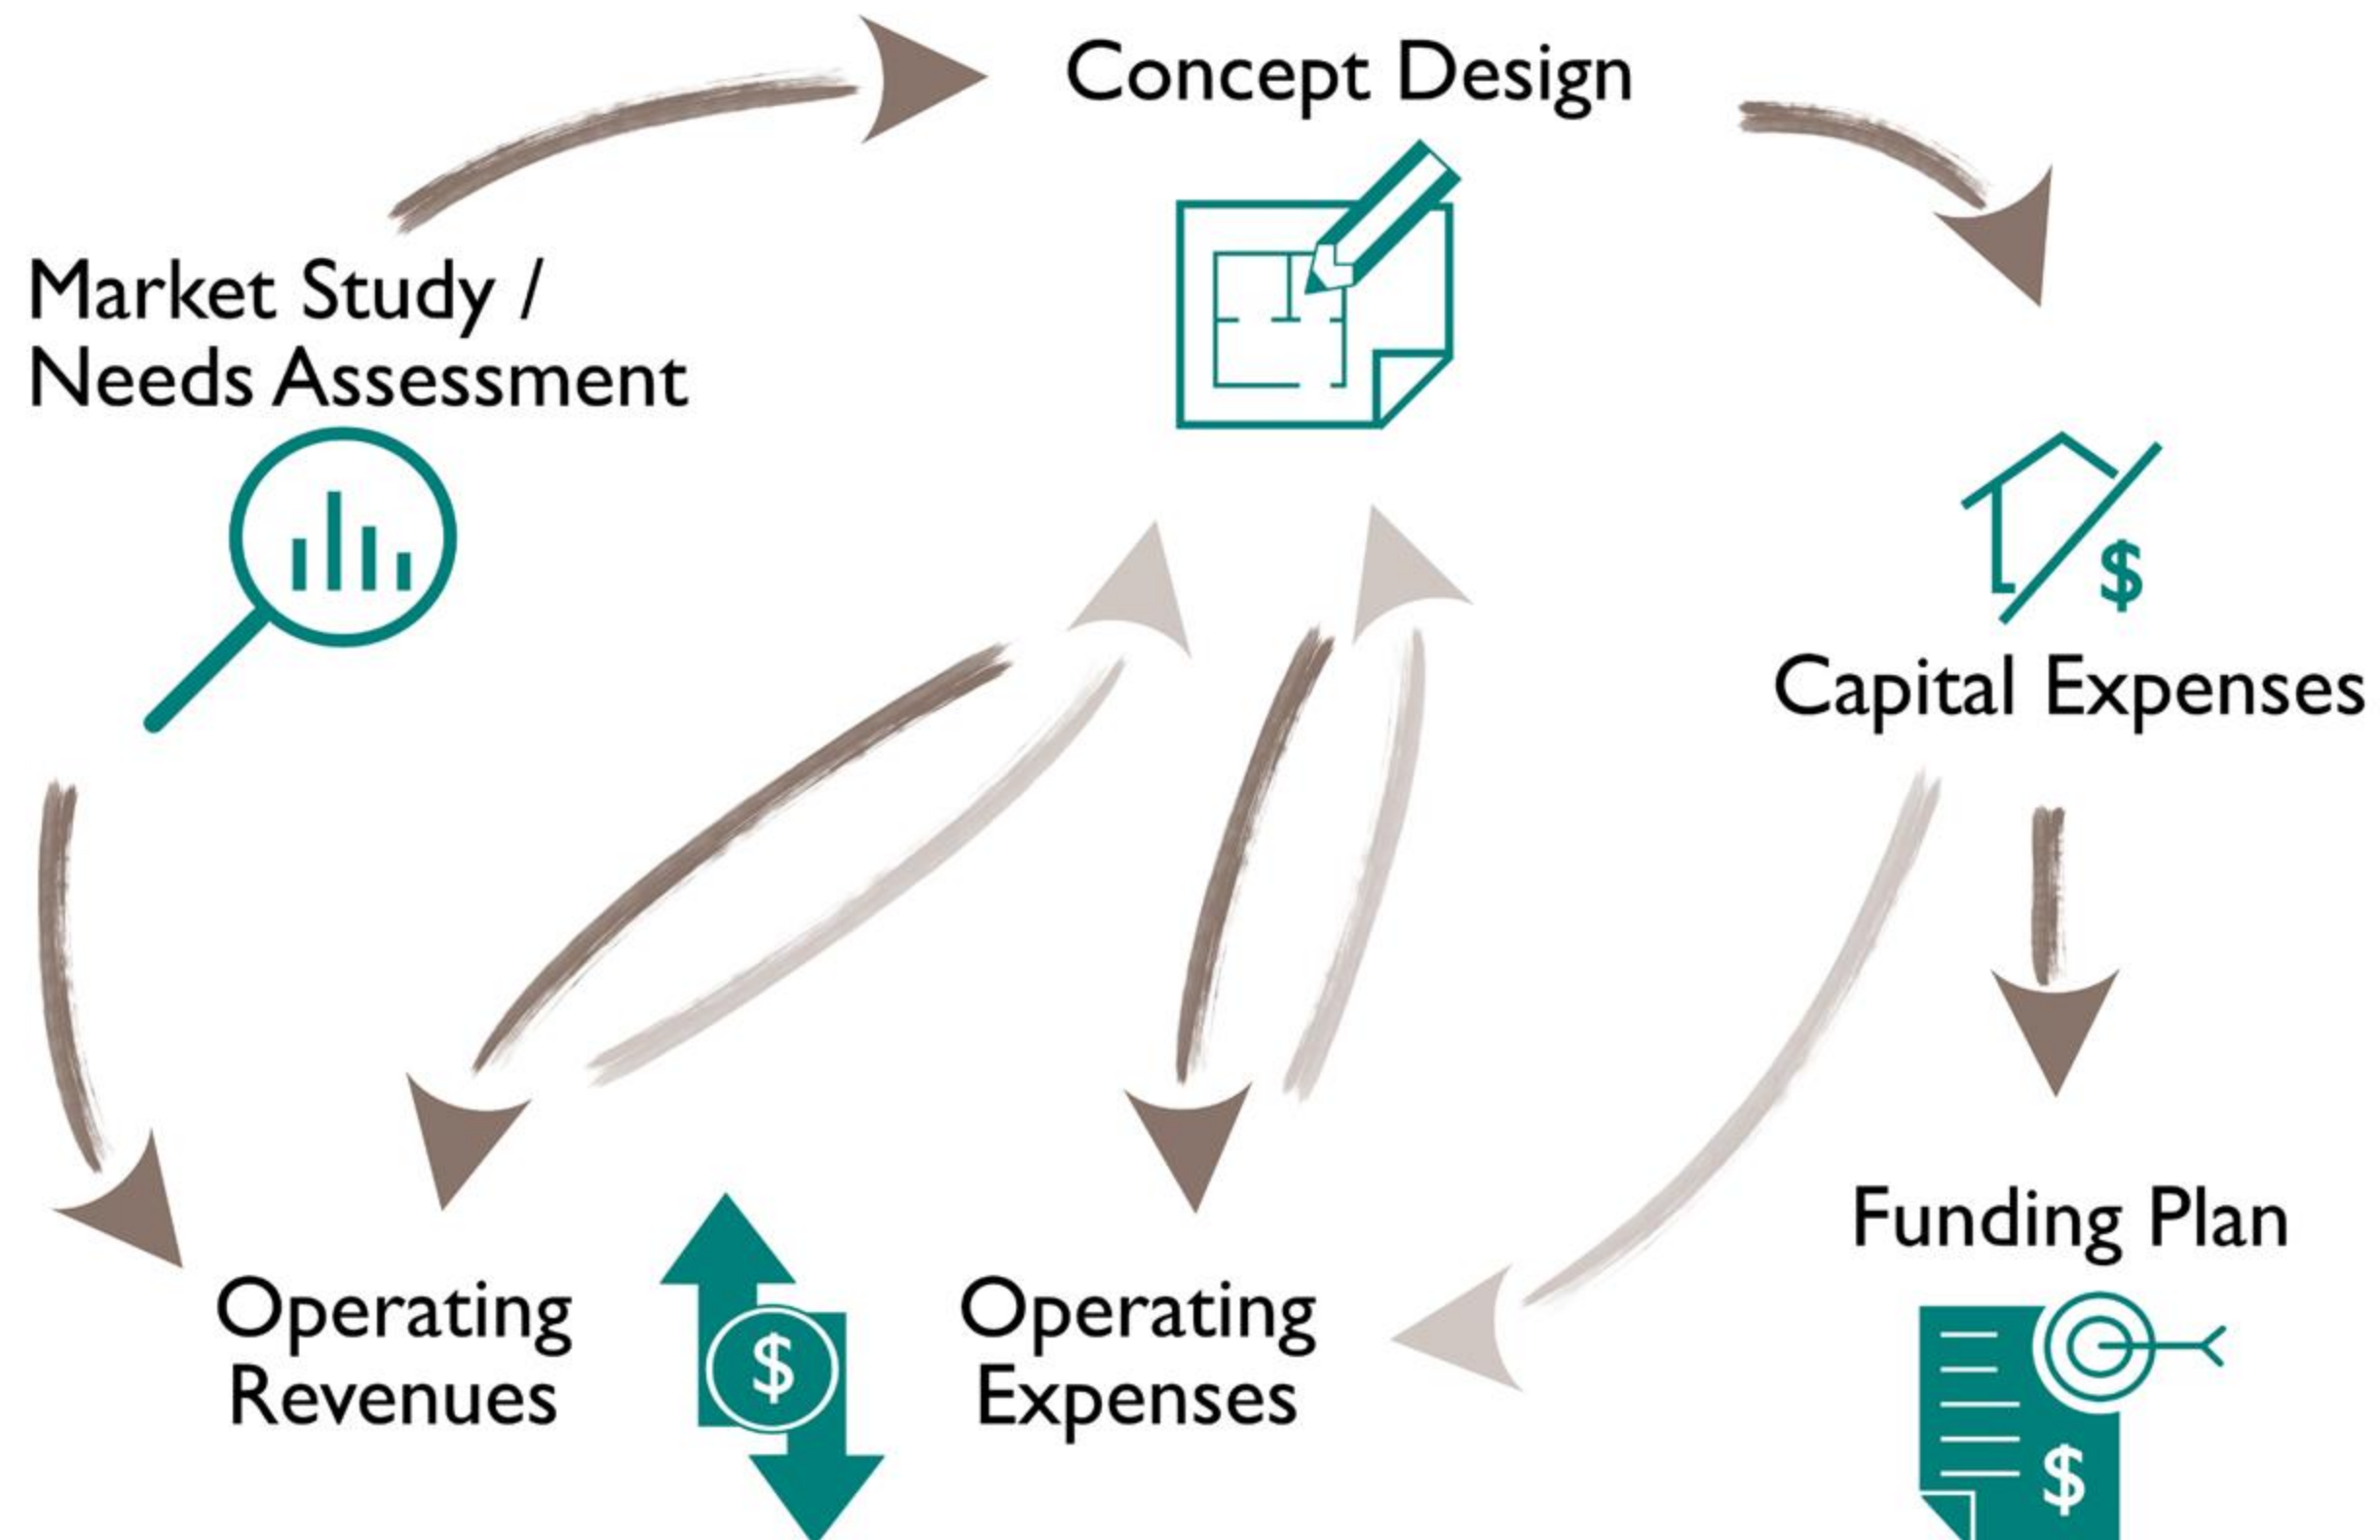 Concept Design
Market Study /
Needs Assessment
$
Capital Expenses
Funding Plan
Operating
Revenues
$
Operating
Expenses
$